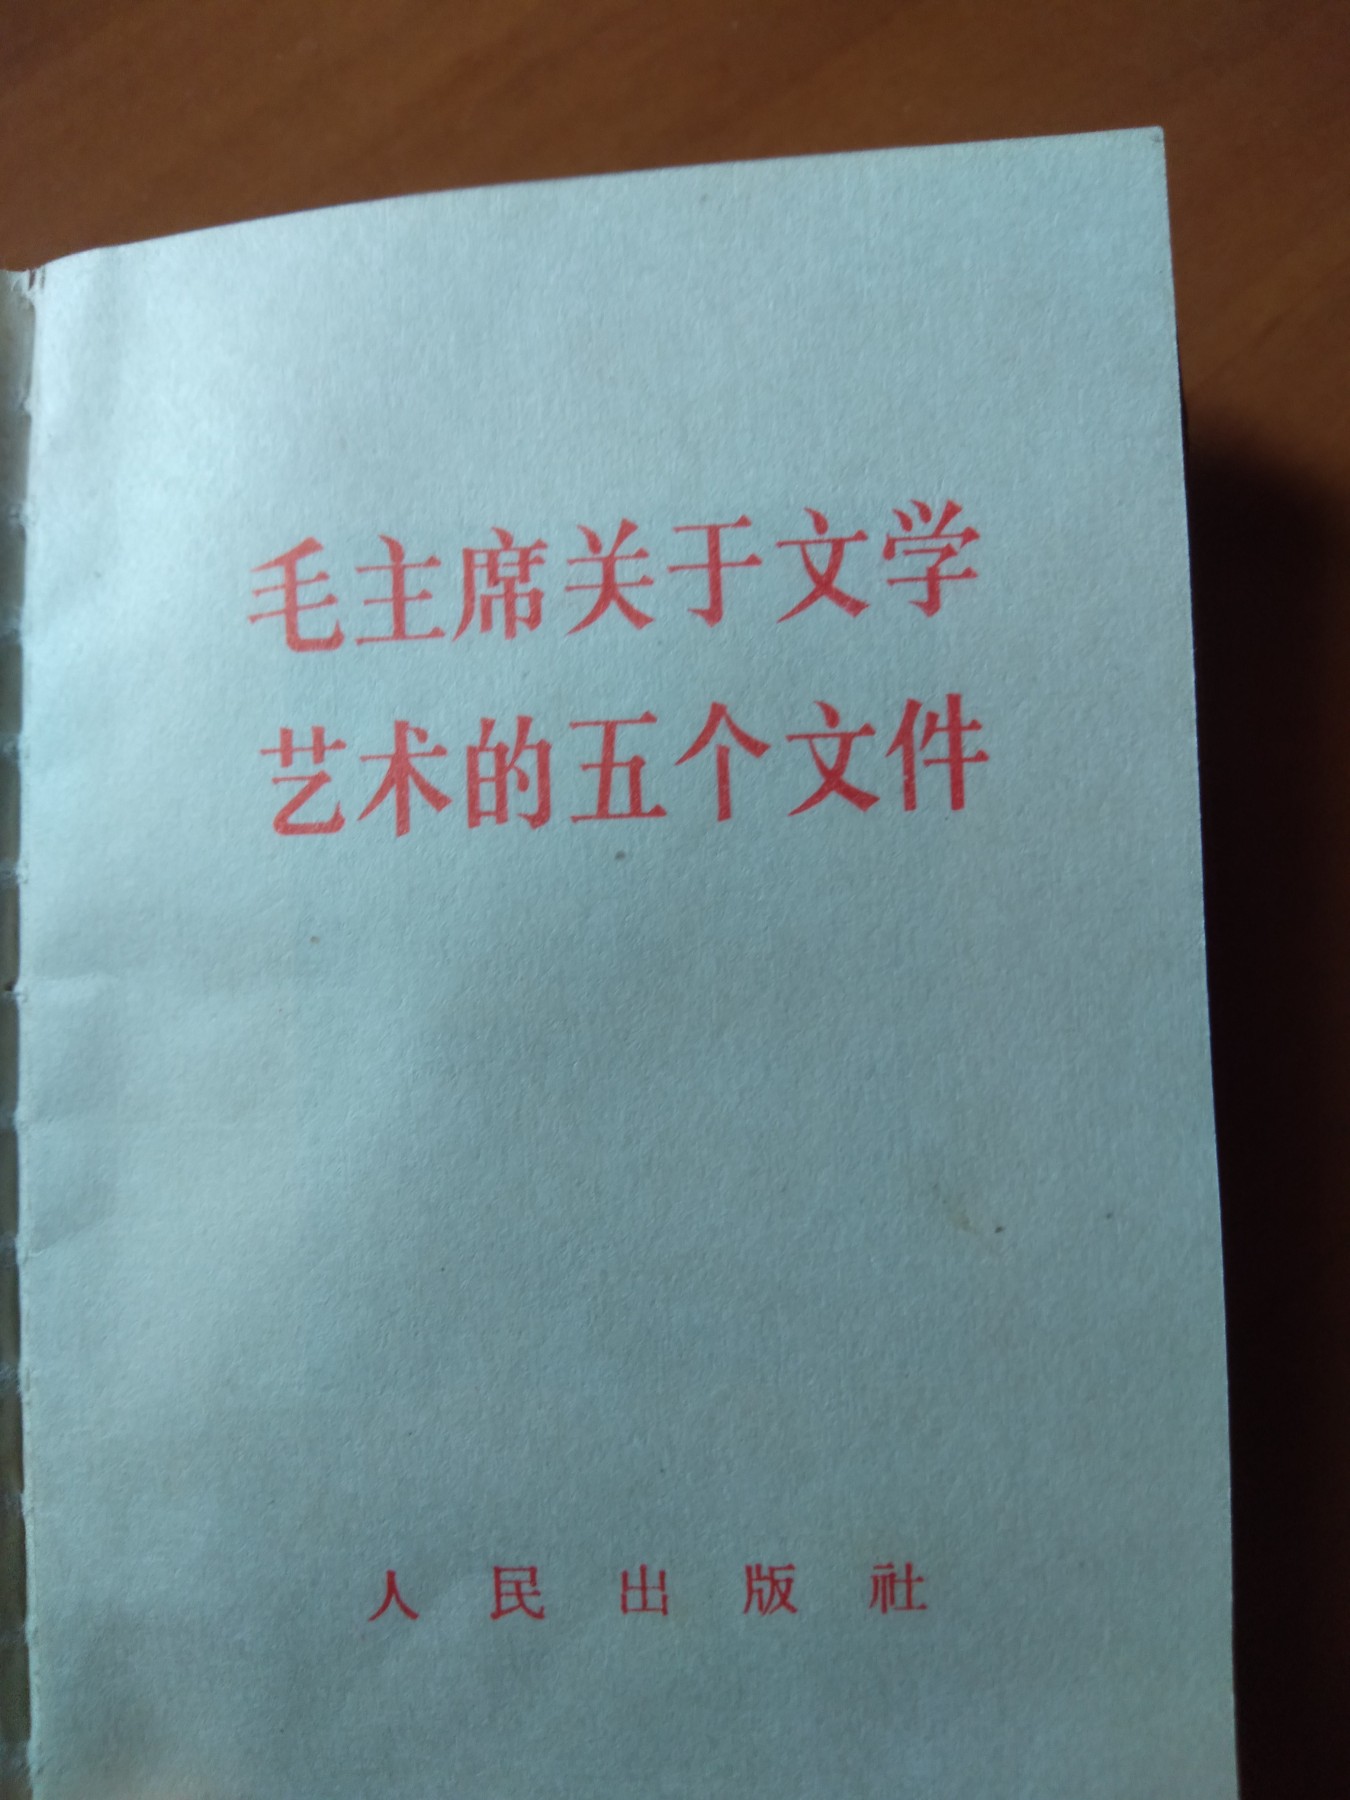 毛主席关于文学
艺术的五个文件
人民出版社